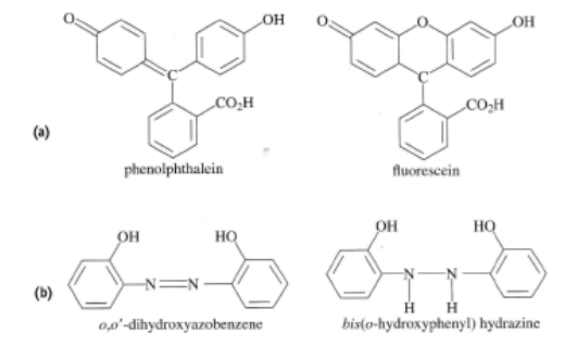 O OH O O OH
C C
CO₂H CO₂H
(a)
phenolphthalein fluorescein
OH HO OH HO
(b) N N N N
H H
o,o'-dihydroxyazobenzene bis(o-hydroxyphenyl) hydrazine